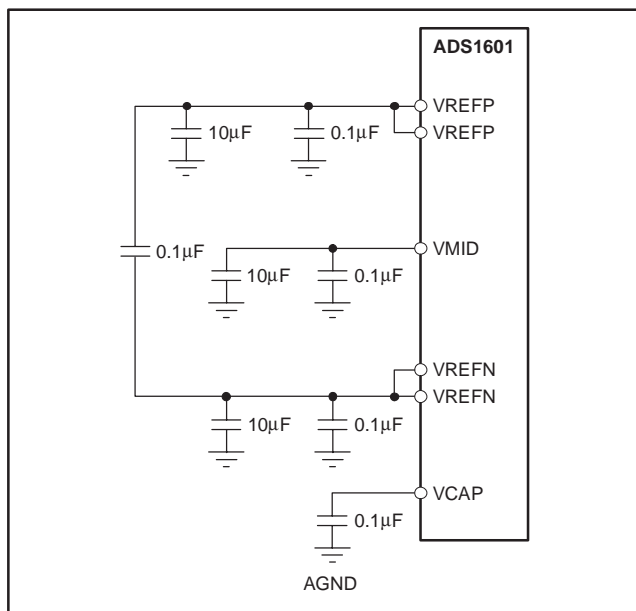 ADS1601
VREFP
10μF 0.1μF VREFP
0.1μF VMID
10μF 0.1μF
VREFN
VREFN
10μF 0.1μF
VCAP
0.1μF
AGND